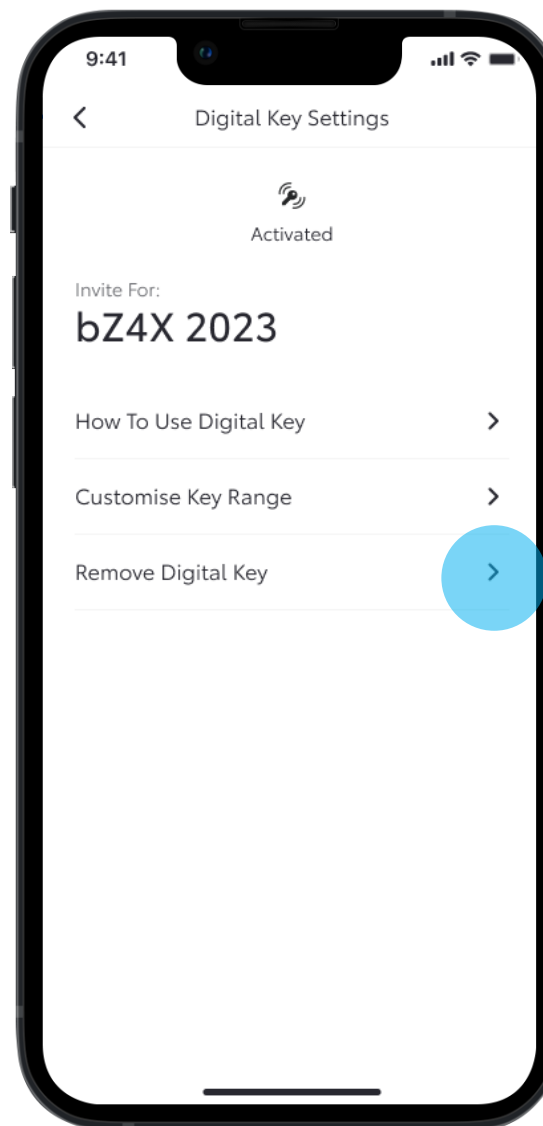 9:41
Digital Key Settings
Activated
Invite For:
bZ4X 2023
How To Use Digital Key
Customise Key Range
Remove Digital Key